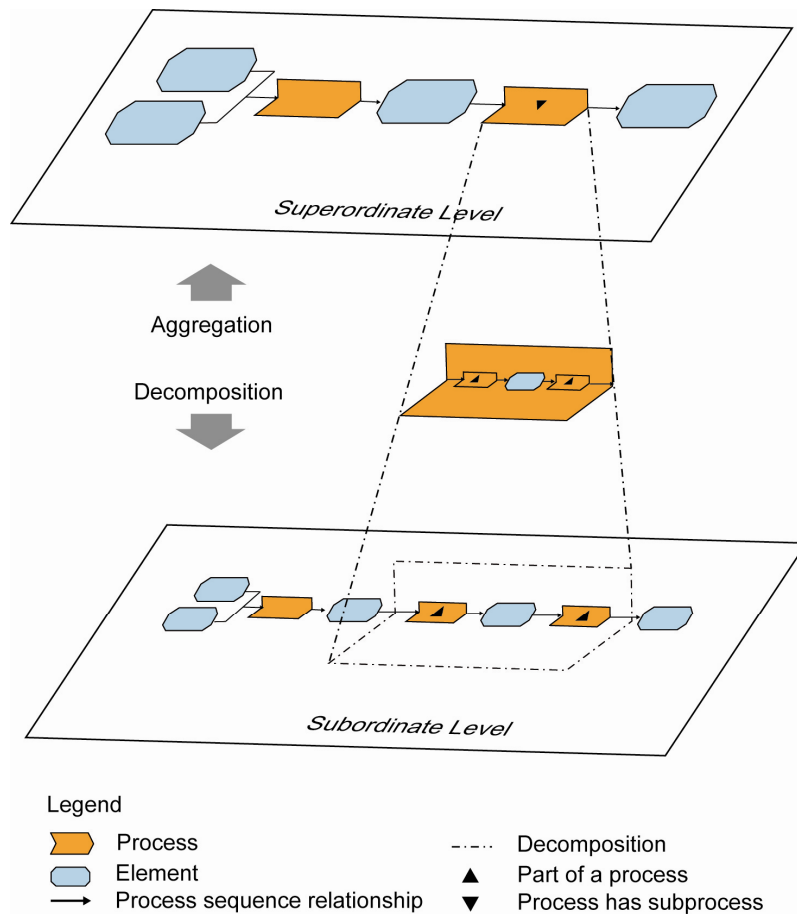 Superordinate Level
Aggregation
Decomposition
Subordinate Level
Legend
Process
Element
Process sequence relationship
Decomposition
Part of a process
Process has subprocess